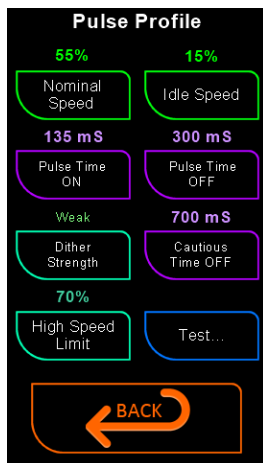 Pulse Profile
55% 15%
Nominal
Speed
Idle Speed
135 mS 300 mS
Pulse Time
ON
Pulse Time
OFF
Weak 700 mS
Dither
Strength
Cautious
Time OFF
70%
High Speed
Limit
Test...
BACK